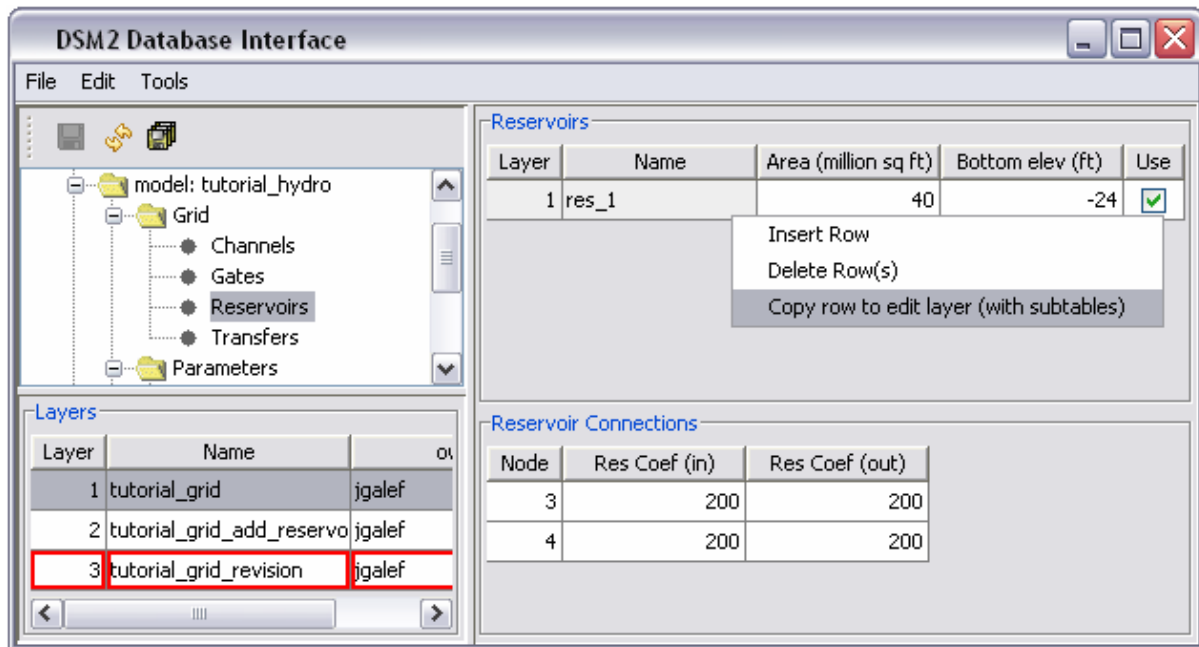 DSM2 Database Interface
File Edit Tools
model: tutorial_hydro
Grid
Channels
Gates
Reservoirs
Transfers
Parameters
Layers
Layer Name ou
1 tutorial_grid jgalef
2 tutorial_grid_add_reservo jgalef
3 tutorial_grid_revision jgalef
Reservoirs
Layer Name Area (million sq ft) Bottom elev (ft) Use
1 res_1 40 -24
Insert Row
Delete Row(s)
Copy row to edit layer (with subtables)
Reservoir Connections
Node Res Coef (in) Res Coef (out)
3 200 200
4 200 200